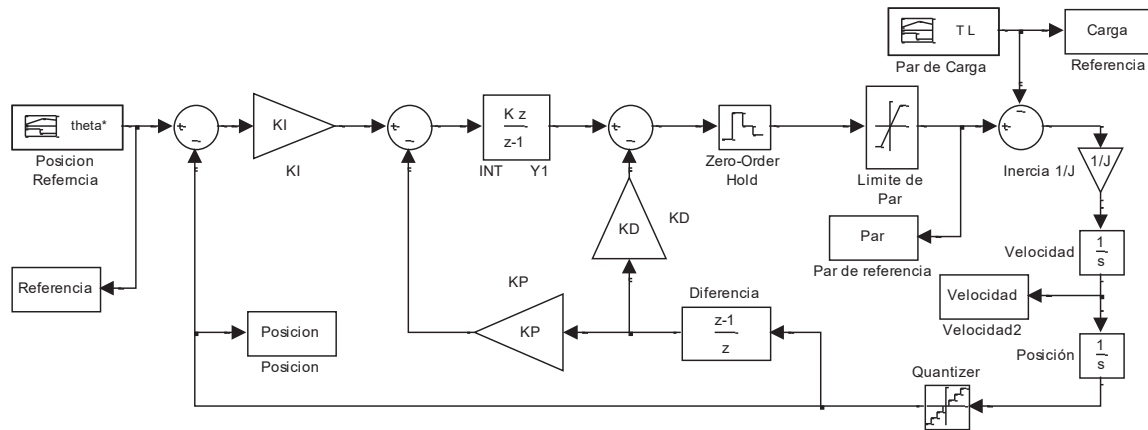 T L
Par de Carga
Carga
Referencia
theta*
Posicion
Referncia
KI
KI
K z
z-1
INT
Y1
Zero-Order
Hold
Limite de
Par
Inercia 1/J
1/J
KD
KD
Par
Par de referencia
Velocidad
1
s
Referencia
Velocidad
Velocidad2
KP
KP
Diferencia
z-1
z
Posicion
Posicion
Posición
1
s
Quantizer